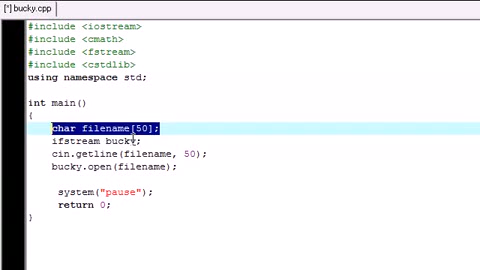 [*] bucky.cpp
#include <iostream>
#include <cmath>
#include <fstream>
#include <cstdlib>
using namespace std;
int main()
{
char filename[50];
ifstream bucky;
cin.getline(filename, 50);
bucky.open(filename);
system("pause");
return 0;
}